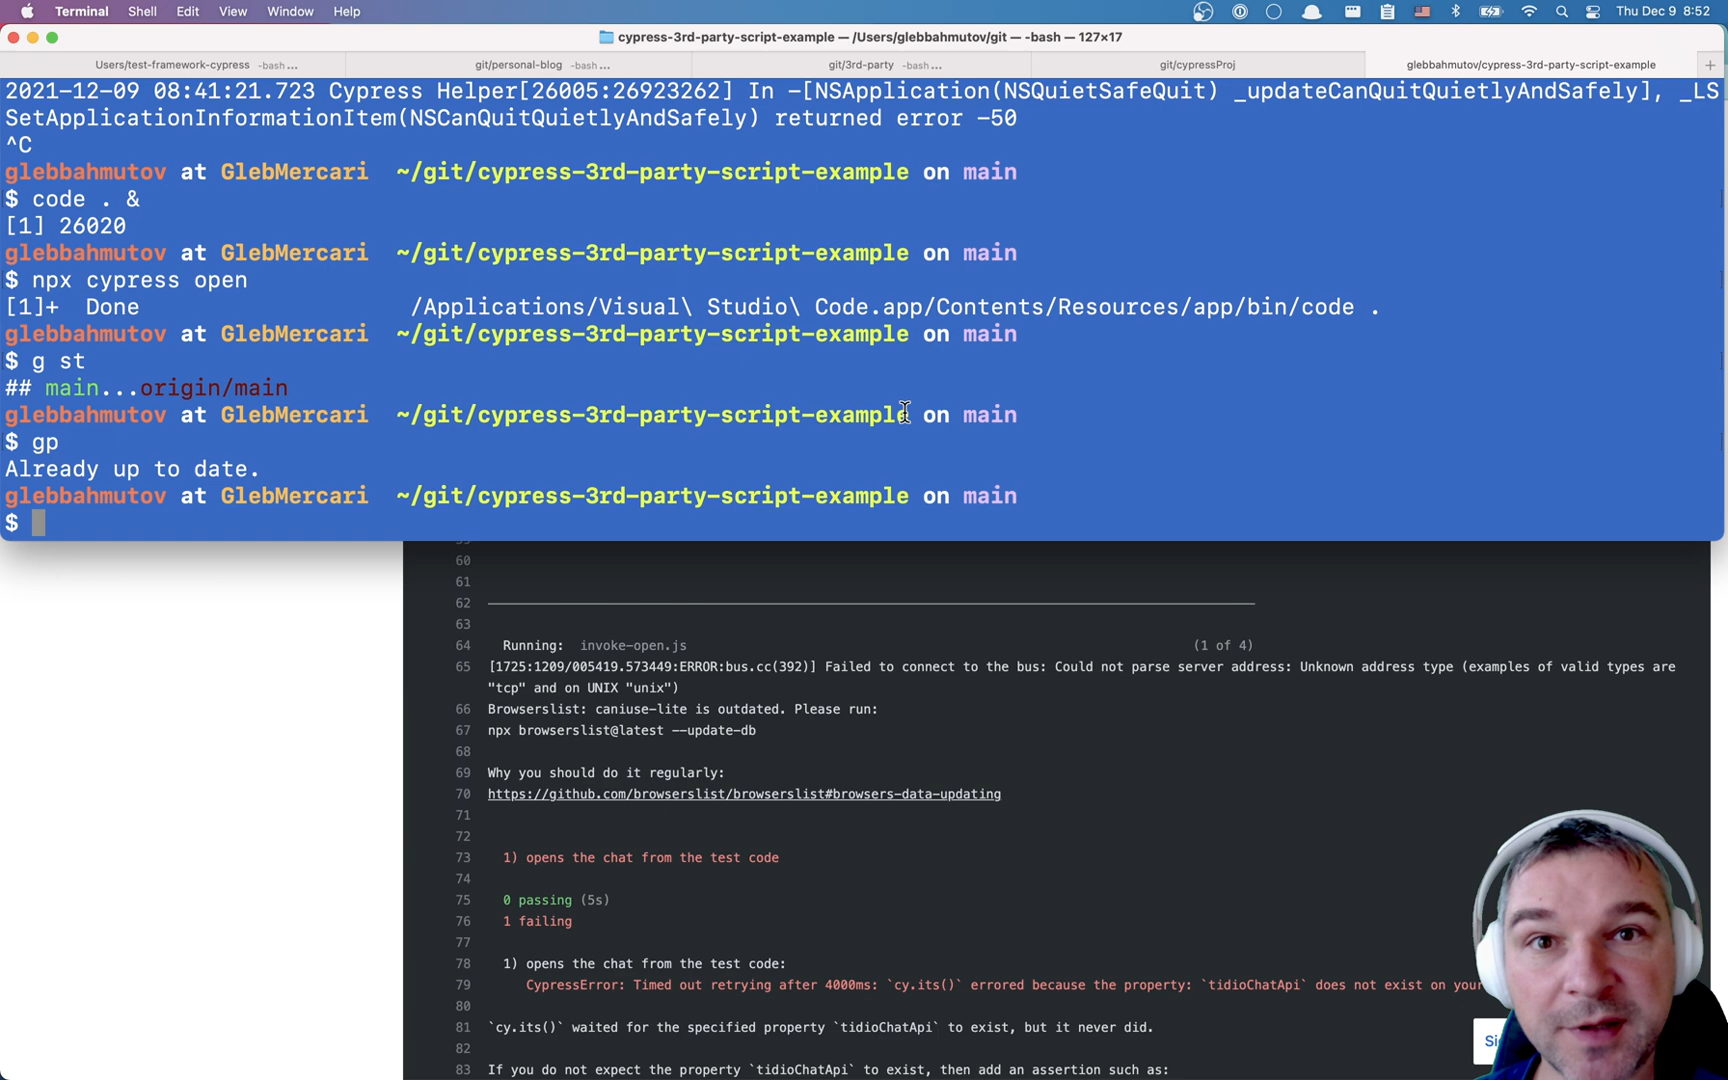 Terminal Shell Edit View Window Help Thu Dec 9 8:52
cypress-3rd-party-script-example — /Users/glebbahmutov/git — -bash — 127×17
Users/test-framework-cypress -bash... git/personal-blog -bash... git/3rd-party -bash... git/cypressProj glebbahmutov/cypress-3rd-party-script-example
2021-12-09 08:41:21.723 Cypress Helper[26005:26923262] In -[NSApplication(NSQuietSafeQuit) _updateCanQuitQuietlyAndSafely], _LS
SetApplicationInformationItem(NSCanQuitQuietlyAndSafely) returned error -50
^C
glebbahmutov at GlebMercari ~/git/cypress-3rd-party-script-example on main
$ code . &
[1] 26020
glebbahmutov at GlebMercari ~/git/cypress-3rd-party-script-example on main
$ npx cypress open
[1]+ Done /Applications/Visual\ Studio\ Code.app/Contents/Resources/app/bin/code .
glebbahmutov at GlebMercari ~/git/cypress-3rd-party-script-example on main
$ g st
## main...origin/main
glebbahmutov at GlebMercari ~/git/cypress-3rd-party-script-example on main
$ gp
Already up to date.
glebbahmutov at GlebMercari ~/git/cypress-3rd-party-script-example on main
$
60
61
62
63
64 Running: invoke-open.js (1 of 4)
65 [1725:1209/005419.573449:ERROR:bus.cc(392)] Failed to connect to the bus: Could not parse server address: Unknown address type (examples of valid types are
"tcp" and on UNIX "unix")
66 Browserslist: caniuse-lite is outdated. Please run:
67 npx browserslist@latest --update-db
68
69 Why you should do it regularly:
70 https://github.com/browserslist/browserslist#browsers-data-updating
71
72
73 1) opens the chat from the test code
74
75 0 passing (5s)
76 1 failing
77
78 1) opens the chat from the test code:
79 CypressError: Timed out retrying after 4000ms: `cy.its()` errored because the property: `tidioChatApi` does not exist on your
80
81 `cy.its()` waited for the specified property `tidioChatApi` to exist, but it never did.
82
83 If you do not expect the property `tidioChatApi` to exist, then add an assertion such as: